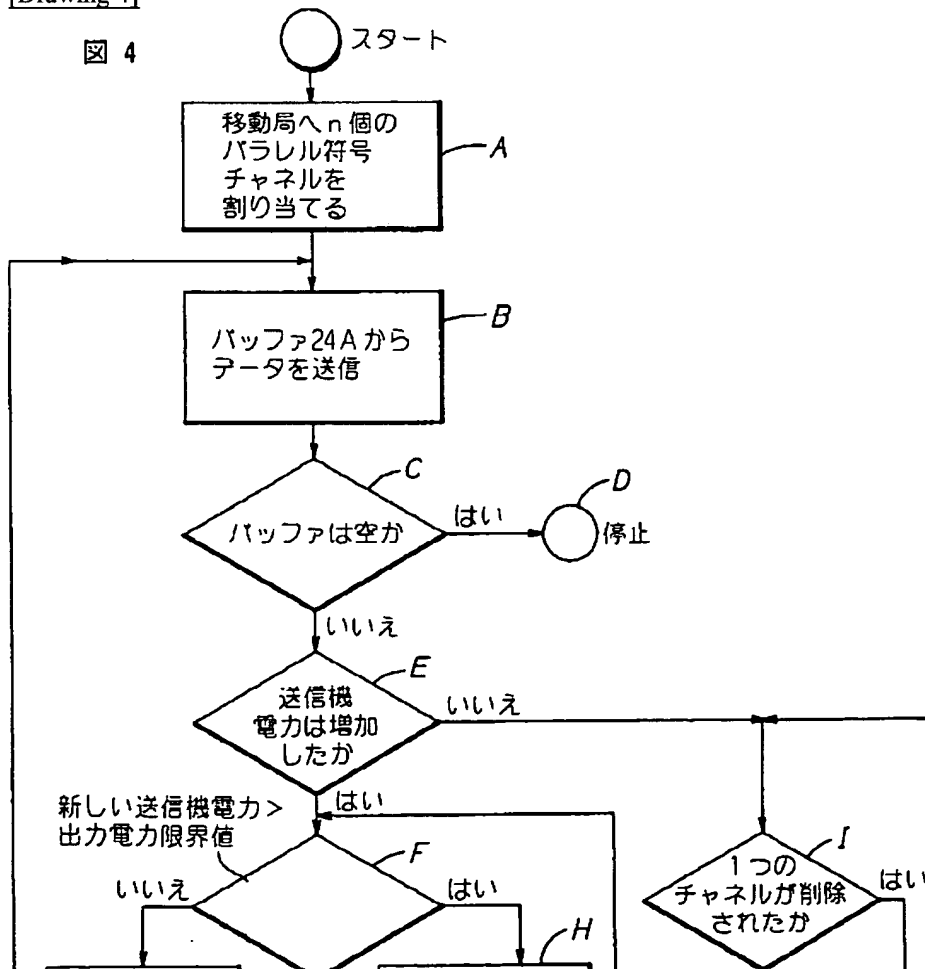 図 4
スタート
移動局へn個の
パラレル符号
チャネルを
割り当てる
A
バッファ24Aから
データを送信
B
バッファは空か
C
はい
D
停止
いいえ
送信機
電力は増加
したか
E
いいえ
はい
新しい送信機電力>
出力電力限界値
F
いいえ
はい
H
1つの
チャネルが削除
されたか
I
はい